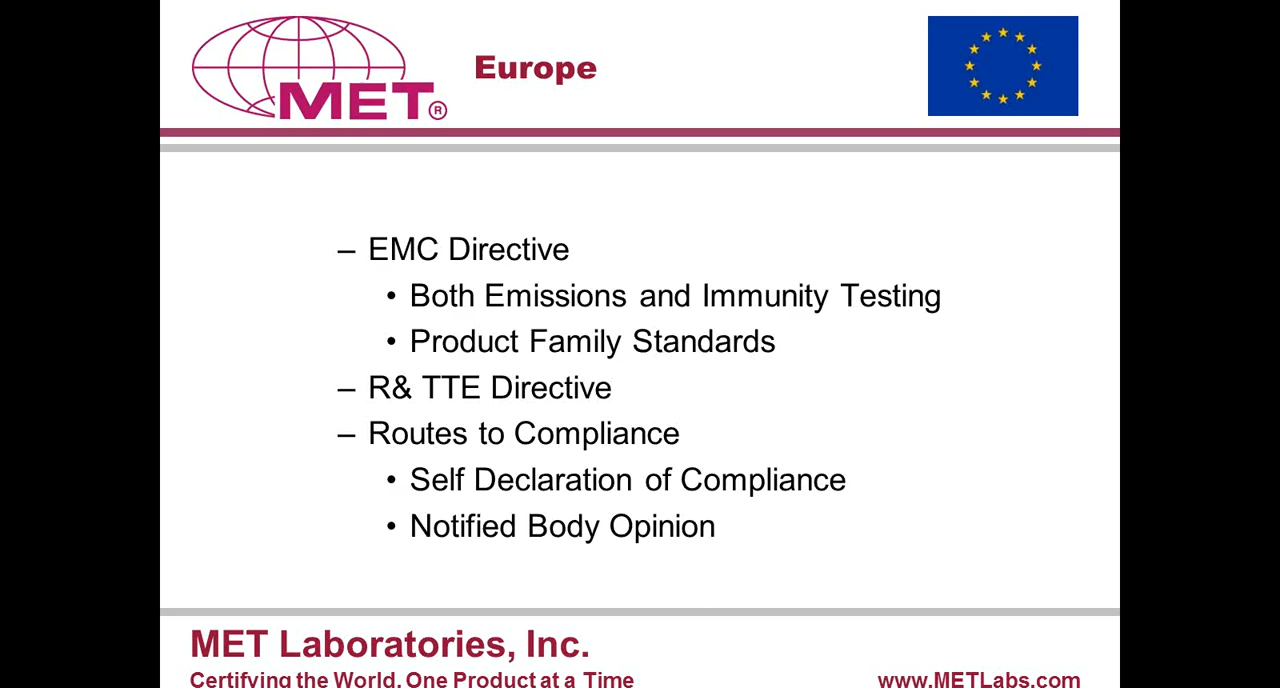 MET®
Europe
– EMC Directive
• Both Emissions and Immunity Testing
• Product Family Standards
– R& TTE Directive
– Routes to Compliance
• Self Declaration of Compliance
• Notified Body Opinion
MET Laboratories, Inc.
Certifying the World, One Product at a Time
www.METLabs.com